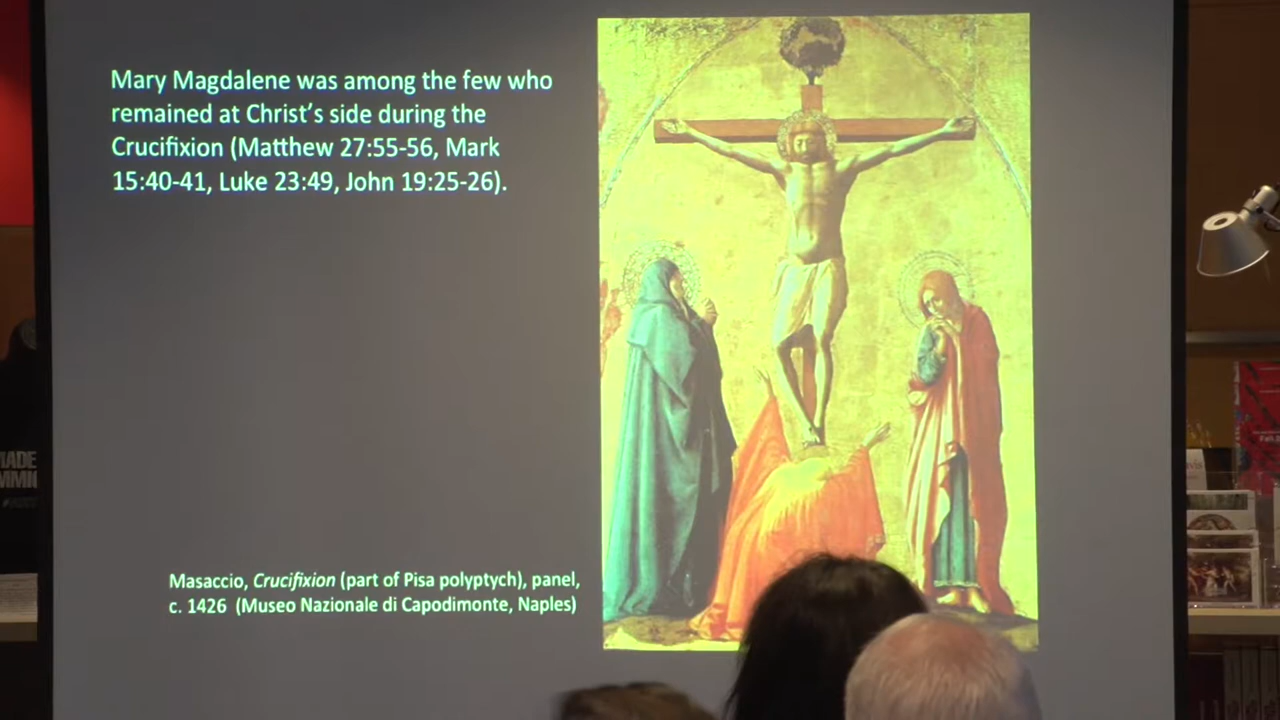 Mary Magdalene was among the few who
remained at Christ's side during the
Crucifixion (Matthew 27:55-56, Mark
15:40-41, Luke 23:49, John 19:25-26).
Masaccio, Crucifixion (part of Pisa polyptych), panel,
c. 1426 (Museo Nazionale di Capodimonte, Naples)